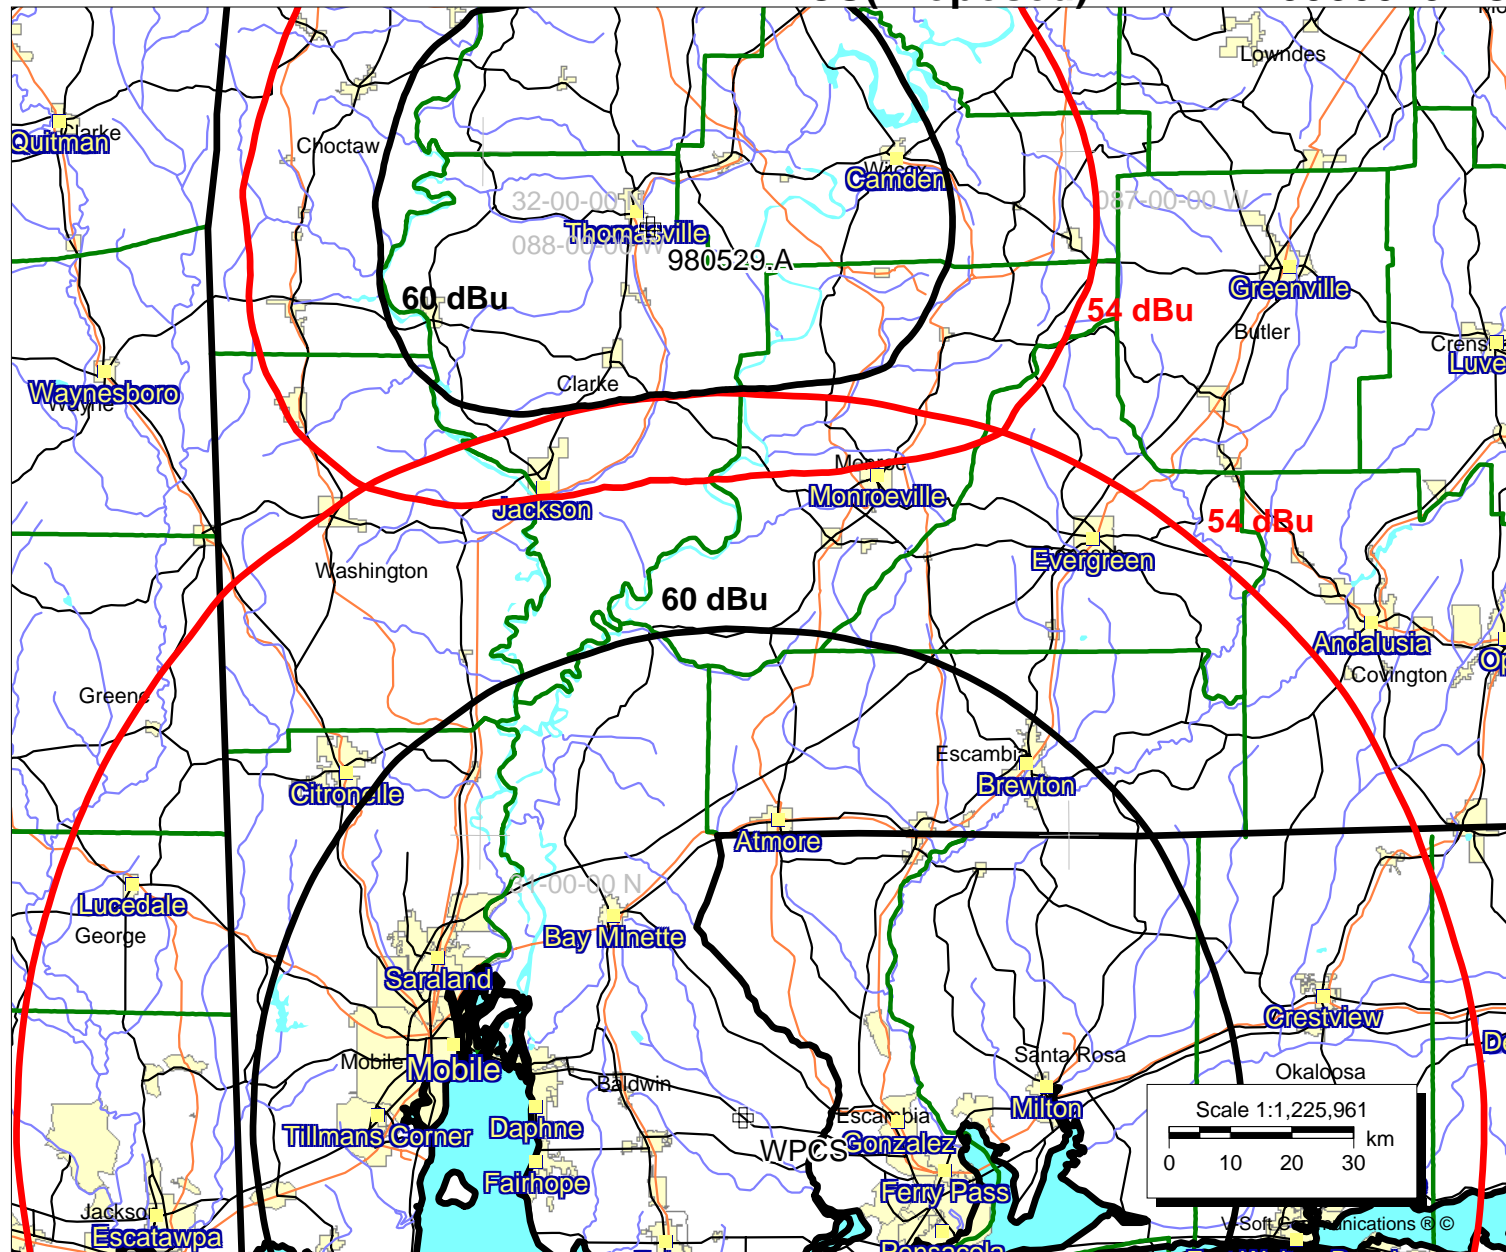 Lowndes
Clarke
Quitman
Choctaw
Camden
32-00-00 N
087-00-00 W
Thomasville
088-00-00 W
980529.A
Greenville
60 dBu
54 dBu
Butler
Waynesboro
Wayne
Clarke
Monroe
Monroeville
Jackson
54 dBu
Evergreen
Washington
60 dBu
Andalusia
Covington
Greene
Escambia
Brewton
Citronelle
Atmore
31-00-00 N
Lucedale
George
Bay Minette
Saraland
Crestview
Santa Rosa
Mobile
Mobile
Baldwin
Okaloosa
Milton
Scale 1:1,225,961
km
0 10 20 30
Escambia
Daphne
Tillmans Corner
WPCS
Gonzalez
Fairhope
Ferry Pass
Jackson
Escatawpa
V-Soft Communications ® ©
Pensacola